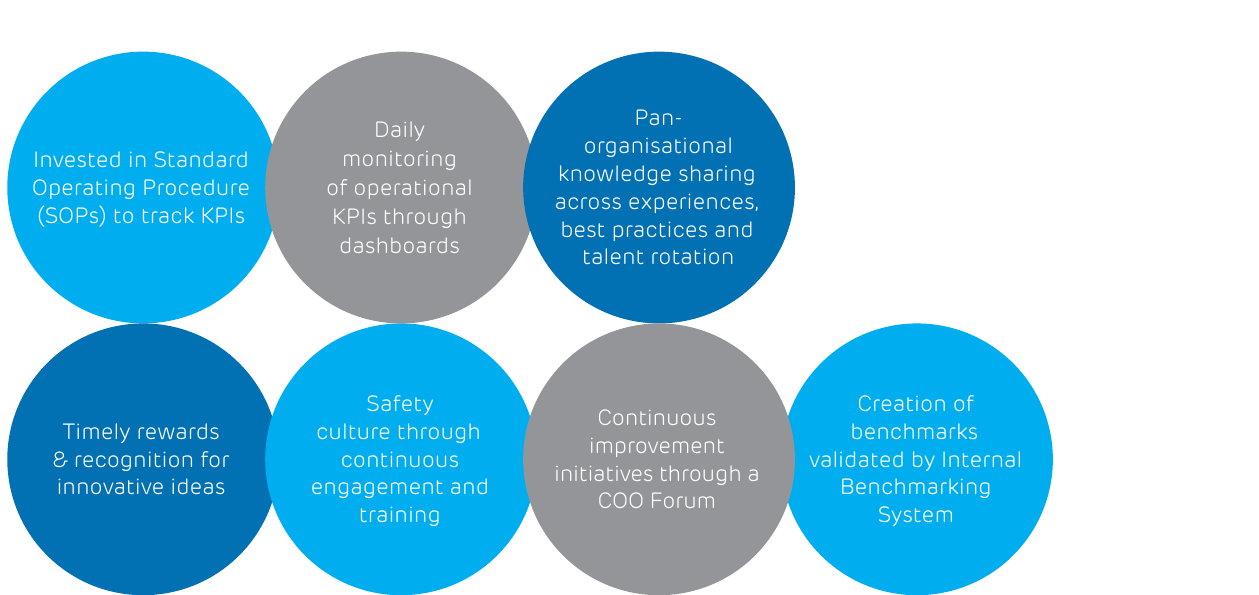 Invested in Standard
Operating Procedure
(SOPs) to track KPIs
Daily
monitoring
of operational
KPIs through
dashboards
Pan-
organisational
knowledge sharing
across experiences,
best practices and
talent rotation
Timely rewards
& recognition for
innovative ideas
Safety
culture through
continuous
engagement and
training
Continuous
improvement
initiatives through a
COO Forum
Creation of
benchmarks
validated by Internal
Benchmarking
System